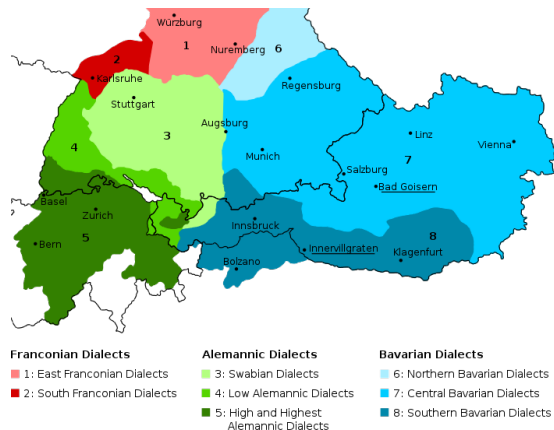 Würzburg
1
Nuremberg
6
2
Karlsruhe
Regensburg
Stuttgart
3
Augsburg
Linz
Vienna
4
Munich
7
Salzburg
Bad Goisern
Basel
Zurich
Innsbruck
5
8
Bern
Innervillgraten
Klagenfurt
Bolzano
Franconian Dialects
1: East Franconian Dialects
2: South Franconian Dialects
Alemannic Dialects
3: Swabian Dialects
4: Low Alemannic Dialects
5: High and Highest
Alemannic Dialects
Bavarian Dialects
6: Northern Bavarian Dialects
7: Central Bavarian Dialects
8: Southern Bavarian Dialects